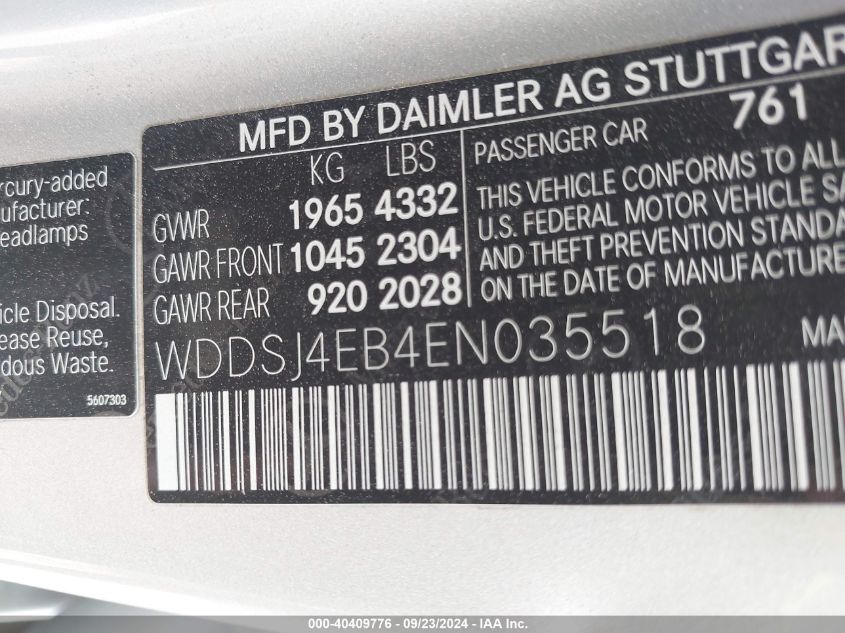 rcury-added
nufacturer:
eadlamps
icle Disposal.
ease Reuse,
dous Waste.
5607303
MFD BY DAIMLER AG STUTTGAR
KG LBS
GVWR 1965 4332
GAWR FRONT 1045 2304
GAWR REAR 920 2028
PASSENGER CAR 761
THIS VEHICLE CONFORMS TO ALL
U.S. FEDERAL MOTOR VEHICLE SA
AND THEFT PREVENTION STANDA
ON THE DATE OF MANUFACTURE
WDDSJ4EB4EN035518
MA
000-40409776 - 09/23/2024 - IAA Inc.